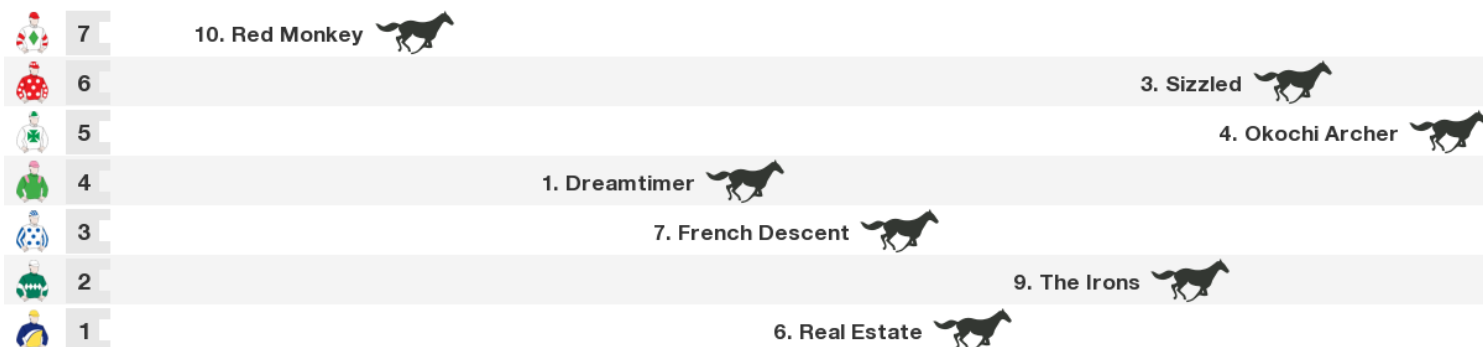 7 10. Red Monkey
6 3. Sizzled
5 4. Okochi Archer
4 1. Dreamtimer
3 7. French Descent
2 9. The Irons
1 6. Real Estate